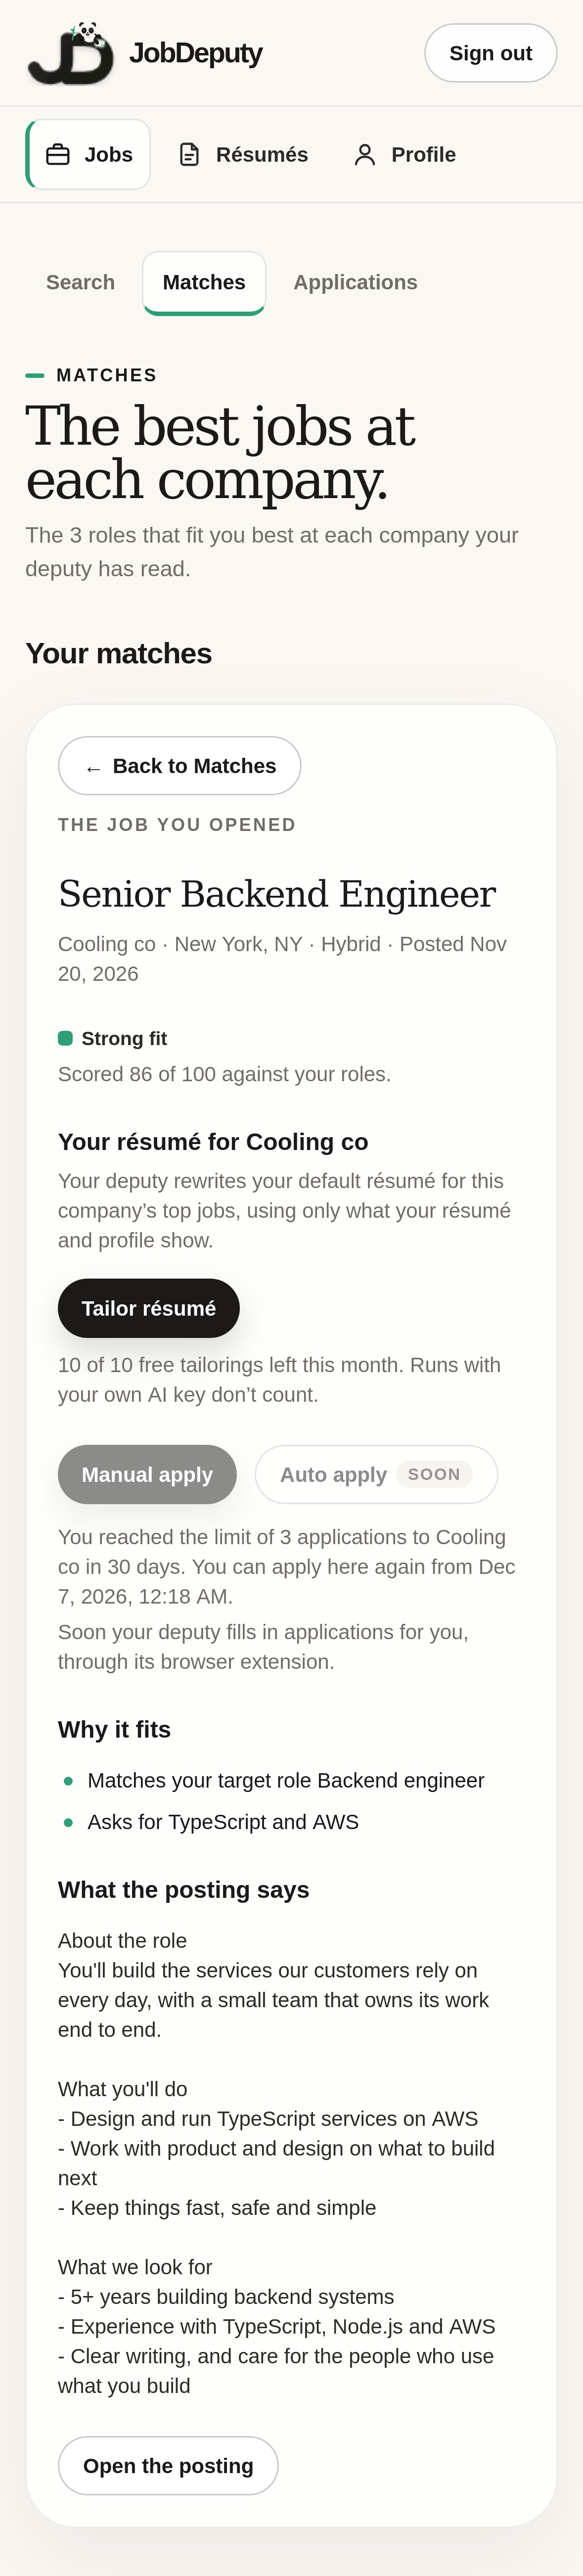 JobDeputy
Sign out
Jobs
Résumés
Profile
Search
Matches
Applications
MATCHES
The best jobs at
each company.
The 3 roles that fit you best at each company your
deputy has read.
Your matches
← Back to Matches
THE JOB YOU OPENED
Senior Backend Engineer
Cooling co · New York, NY · Hybrid · Posted Nov
20, 2026
Strong fit
Scored 86 of 100 against your roles.
Your résumé for Cooling co
Your deputy rewrites your default résumé for this
company’s top jobs, using only what your résumé
and profile show.
Tailor résumé
10 of 10 free tailorings left this month. Runs with
your own AI key don’t count.
Manual apply
Auto apply SOON
You reached the limit of 3 applications to Cooling
co in 30 days. You can apply here again from Dec
7, 2026, 12:18 AM.
Soon your deputy fills in applications for you,
through its browser extension.
Why it fits
Matches your target role Backend engineer
Asks for TypeScript and AWS
What the posting says
About the role
You'll build the services our customers rely on
every day, with a small team that owns its work
end to end.
What you'll do
- Design and run TypeScript services on AWS
- Work with product and design on what to build
next
- Keep things fast, safe and simple
What we look for
- 5+ years building backend systems
- Experience with TypeScript, Node.js and AWS
- Clear writing, and care for the people who use
what you build
Open the posting